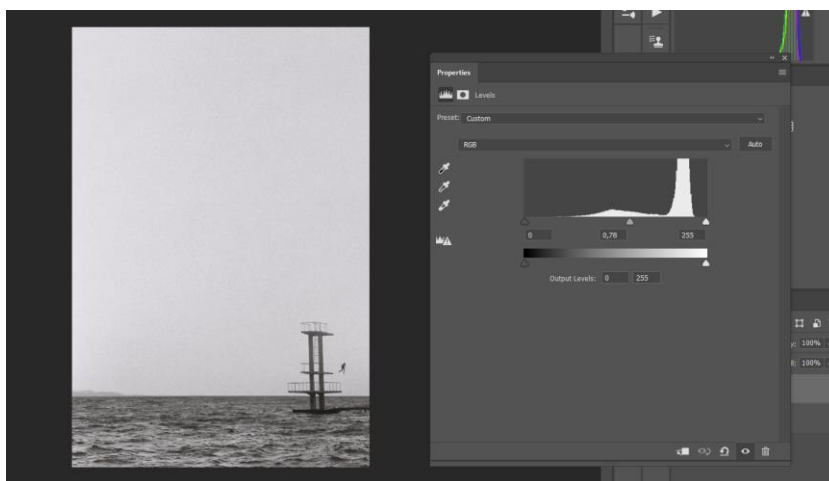 Properties
Levels
Preset: Custom
RGB Auto
0 0,78 255
Output Levels: 0 255
100%
100%